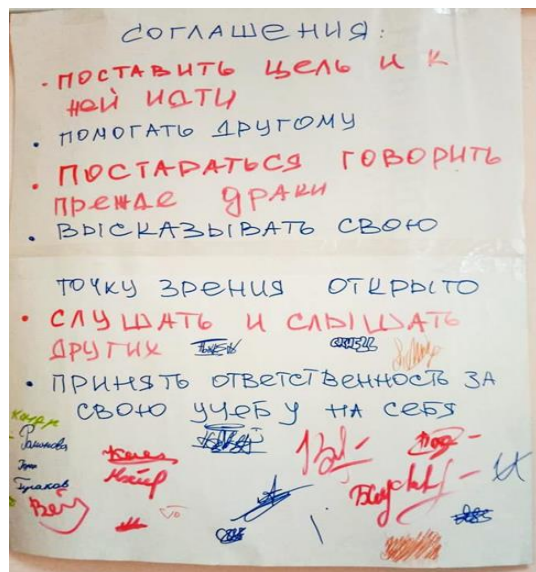 СОГЛАШЕНИЯ:
• ПОСТАВИТЬ ЦЕЛЬ И К
НЕЙ ИДТИ
• ПОМОГАТЬ ДРУГОМУ
• ПОСТАРАТЬСЯ ГОВОРИТЬ
ПРЕЖДЕ ДРАКИ
• ВЫСКАЗЫВАТЬ СВОЮ
ТОЧКУ ЗРЕНИЯ ОТКРЫТО
• СЛУШАТЬ И СЛЫШАТЬ
ДРУГИХ
• ПРИНЯТЬ ОТВЕТСТВЕННОСТЬ ЗА
СВОЮ УЧЕБУ НА СЕБЯ